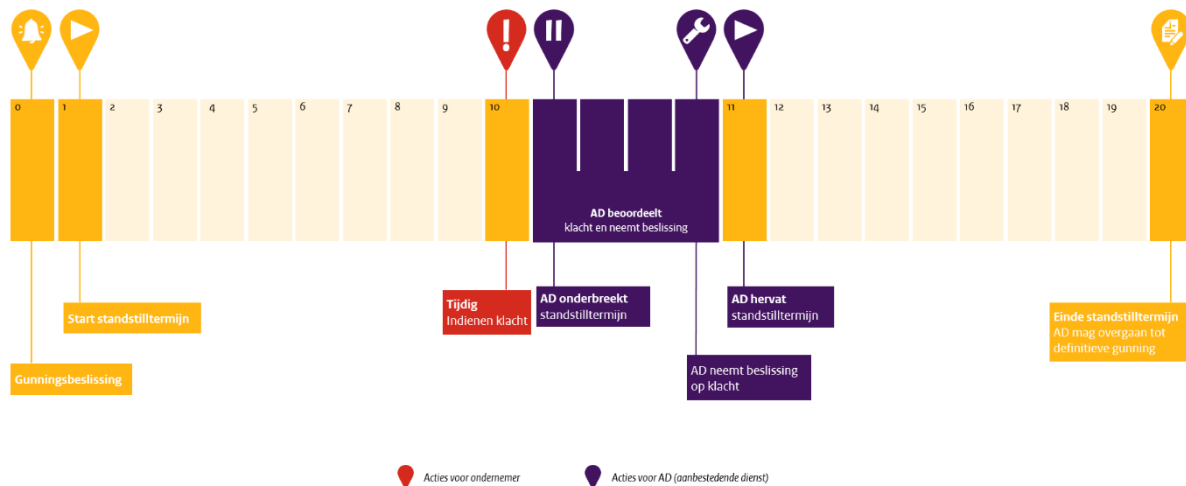 0
1
2
3
4
5
6
7
8
9
10
11
12
13
14
15
16
17
18
19
20
AD beoordeelt
klacht en neemt beslissing
Start standstilltermijn
Gunningsbeslissing
Tijdig
Indienen klacht
AD onderbreekt
standstilltermijn
AD neemt beslissing
op klacht
AD hervat
standstilltermijn
Einde standstilltermijn
AD mag overgaan tot
definitieve gunning
Acties voor ondernemer
Acties voor AD (aanbestedende dienst)